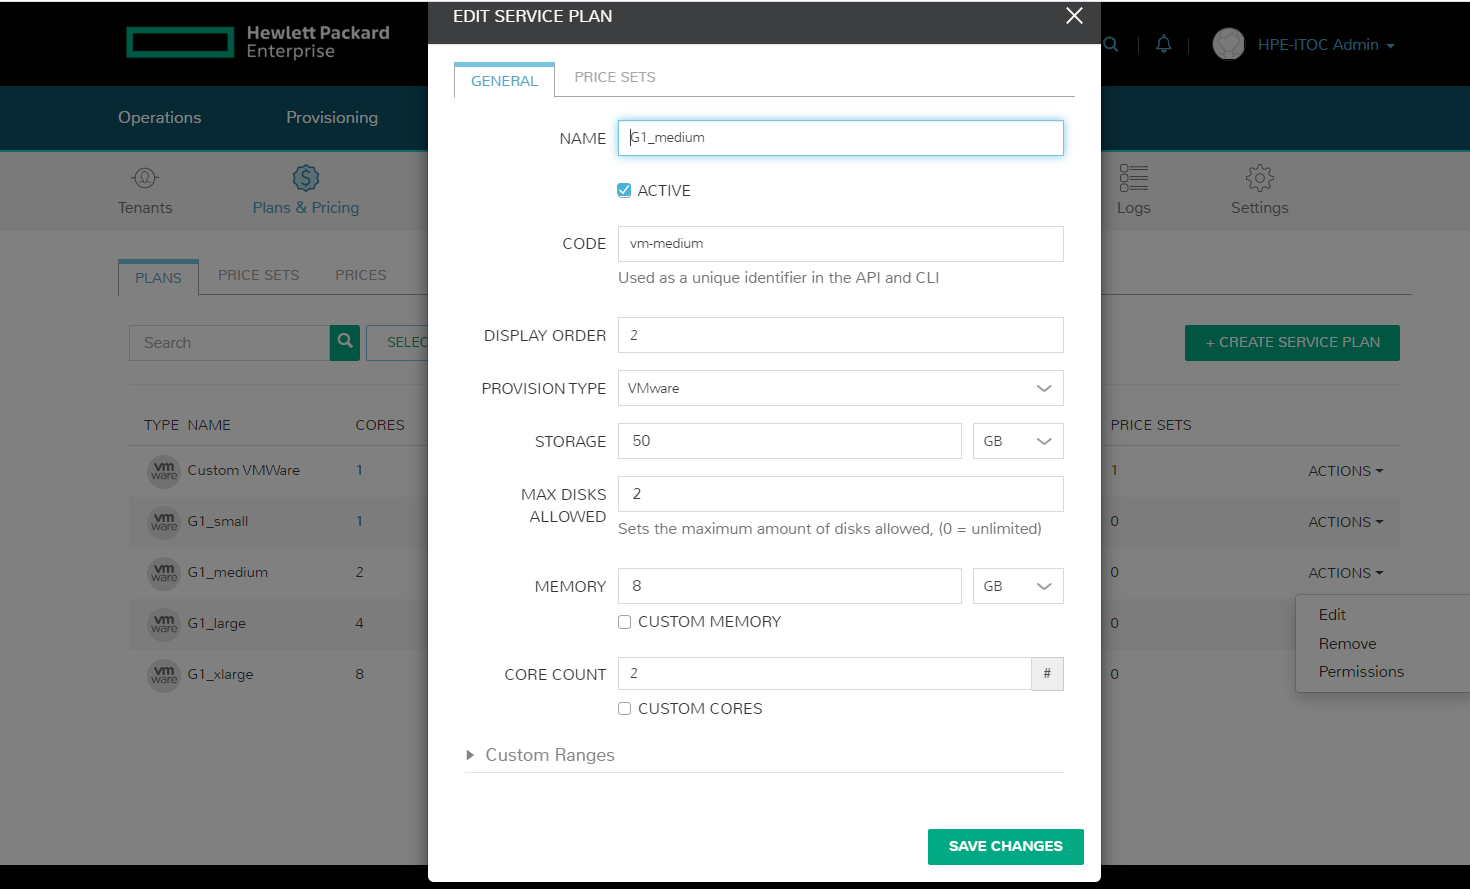 EDIT SERVICE PLAN
Hewlett Packard
Enterprise
HPE-ITOC Admin
Operations
Provisioning
Tenants
Plans & Pricing
Logs
Settings
PLANS
PRICE SETS
PRICES
Search
SELEC
+ CREATE SERVICE PLAN
TYPE NAME CORES PRICE SETS
vm ware Custom VMWare 1 1 ACTIONS
vm ware G1_small 1 0 ACTIONS
vm ware G1_medium 2 0 ACTIONS
vm ware G1_large 4 0
vm ware G1_xlarge 8 0
Edit
Remove
Permissions
GENERAL
PRICE SETS
NAME G1_medium
ACTIVE
CODE vm-medium
Used as a unique identifier in the API and CLI
DISPLAY ORDER 2
PROVISION TYPE VMware
STORAGE 50 GB
MAX DISKS
ALLOWED 2
Sets the maximum amount of disks allowed, (0 = unlimited)
MEMORY 8 GB
CUSTOM MEMORY
CORE COUNT 2 #
CUSTOM CORES
Custom Ranges
SAVE CHANGES